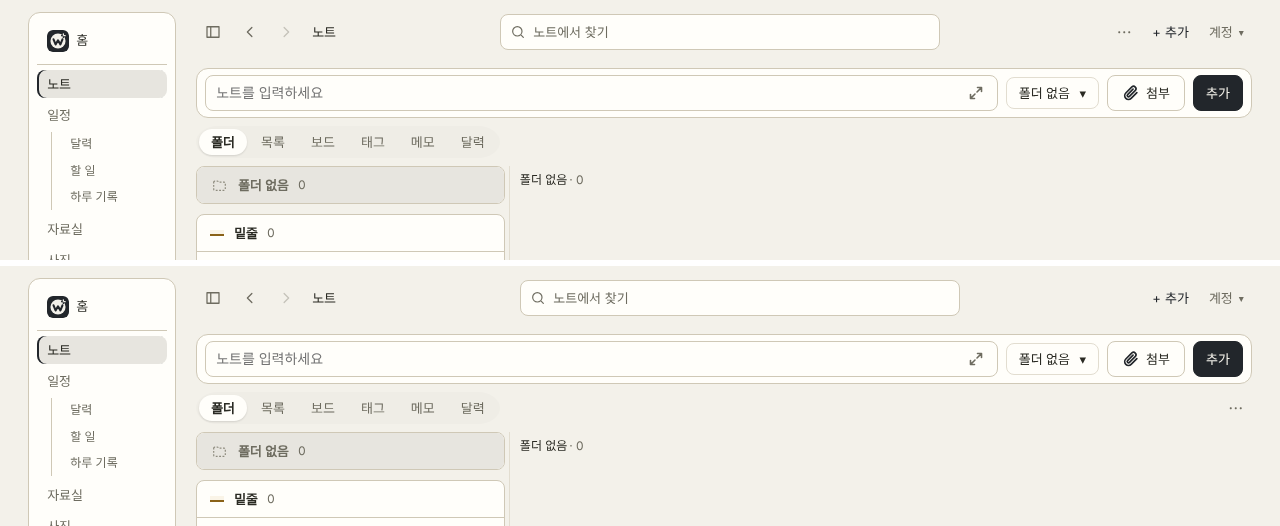 홈
노트
노트에서 찾기
··· + 추가 계정 ▾
노트
일정
달력
할 일
하루 기록
자료실
노트를 입력하세요
폴더 없음 ▾
첨부
추가
폴더 목록 보드 태그 메모 달력
폴더 없음 0
밑줄 0
폴더 없음 · 0
홈
노트
노트에서 찾기
+ 추가 계정 ▾
노트
일정
달력
할 일
하루 기록
자료실
노트를 입력하세요
폴더 없음 ▾
첨부
추가
폴더 목록 보드 태그 메모 달력
···
폴더 없음 0
밑줄 0
폴더 없음 · 0